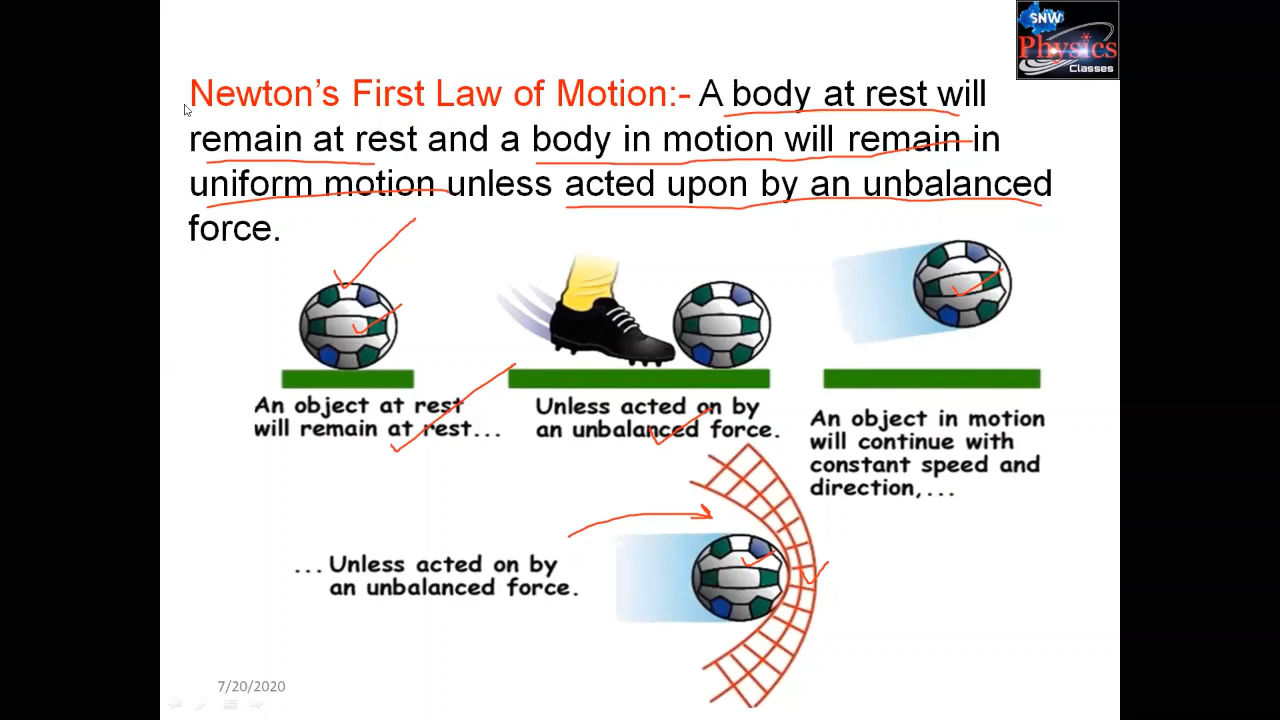 SNW
Physics
Classes
Newton's First Law of Motion:- A body at rest will
remain at rest and a body in motion will remain in
uniform motion unless acted upon by an unbalanced
force.
An object at rest
will remain at rest...
Unless acted on by
an unbalanced force.
An object in motion
will continue with
constant speed and
direction,...
...Unless acted on by
an unbalanced force.
7/20/2020